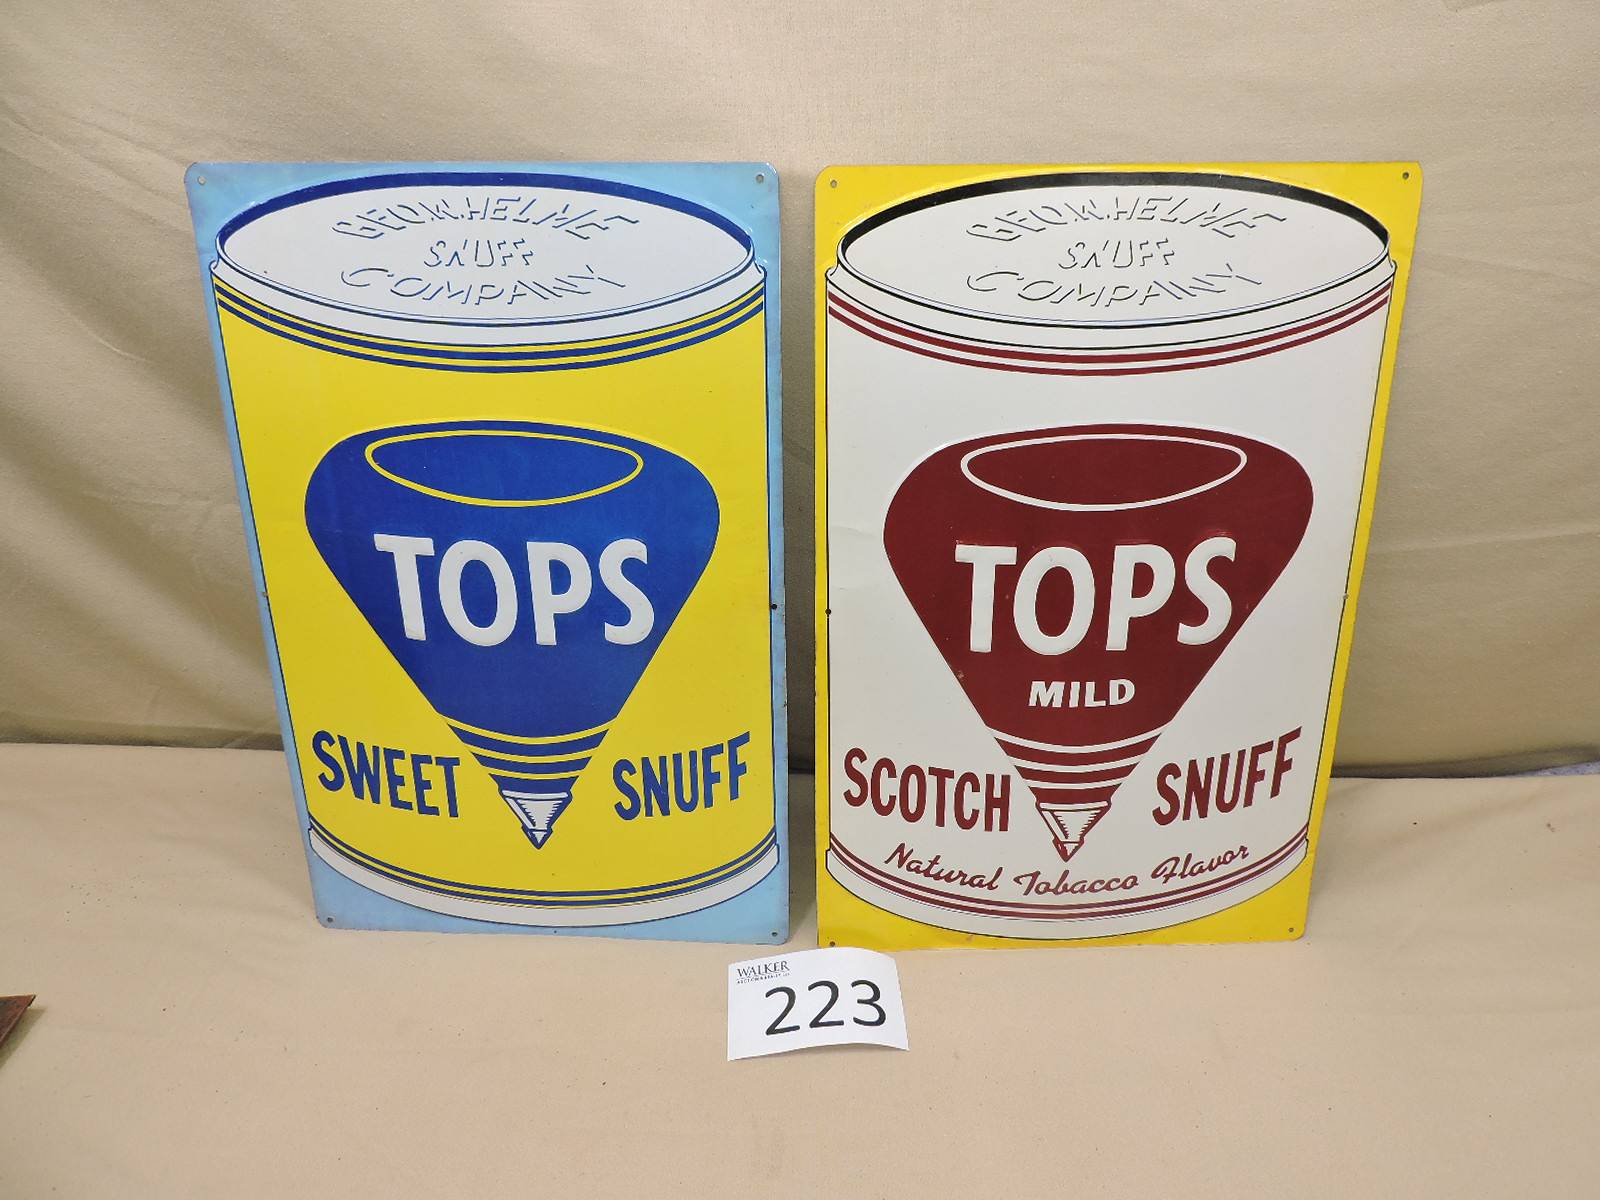 GEO.W.HELME
SNUFF
COMPANY
TOPS
SWEET SNUFF
GEO.W.HELME
SNUFF
COMPANY
TOPS
MILD
SCOTCH SNUFF
Natural Tobacco Flavor
WALKER
223